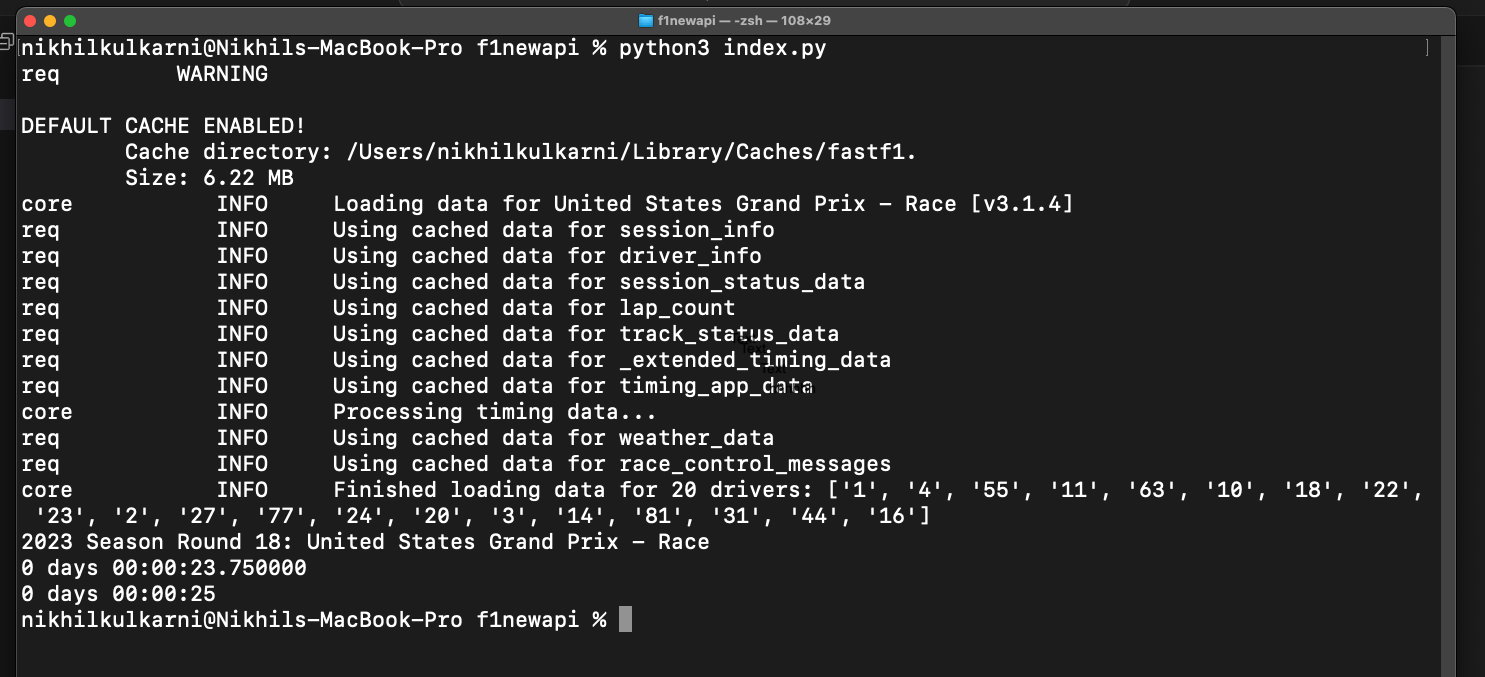 f1newapi — -zsh — 108×29
nikhilkulkarni@Nikhils-MacBook-Pro f1newapi % python3 index.py
req WARNING
DEFAULT CACHE ENABLED!
Cache directory: /Users/nikhilkulkarni/Library/Caches/fastf1.
Size: 6.22 MB
core INFO Loading data for United States Grand Prix - Race [v3.1.4]
req INFO Using cached data for session_info
req INFO Using cached data for driver_info
req INFO Using cached data for session_status_data
req INFO Using cached data for lap_count
req INFO Using cached data for track_status_data
req INFO Using cached data for _extended_timing_data
req INFO Using cached data for timing_app_data
core INFO Processing timing data...
req INFO Using cached data for weather_data
req INFO Using cached data for race_control_messages
core INFO Finished loading data for 20 drivers: ['1', '4', '55', '11', '63', '10', '18', '22',
'23', '2', '27', '77', '24', '20', '3', '14', '81', '31', '44', '16']
2023 Season Round 18: United States Grand Prix - Race
0 days 00:00:23.750000
0 days 00:00:25
nikhilkulkarni@Nikhils-MacBook-Pro f1newapi %